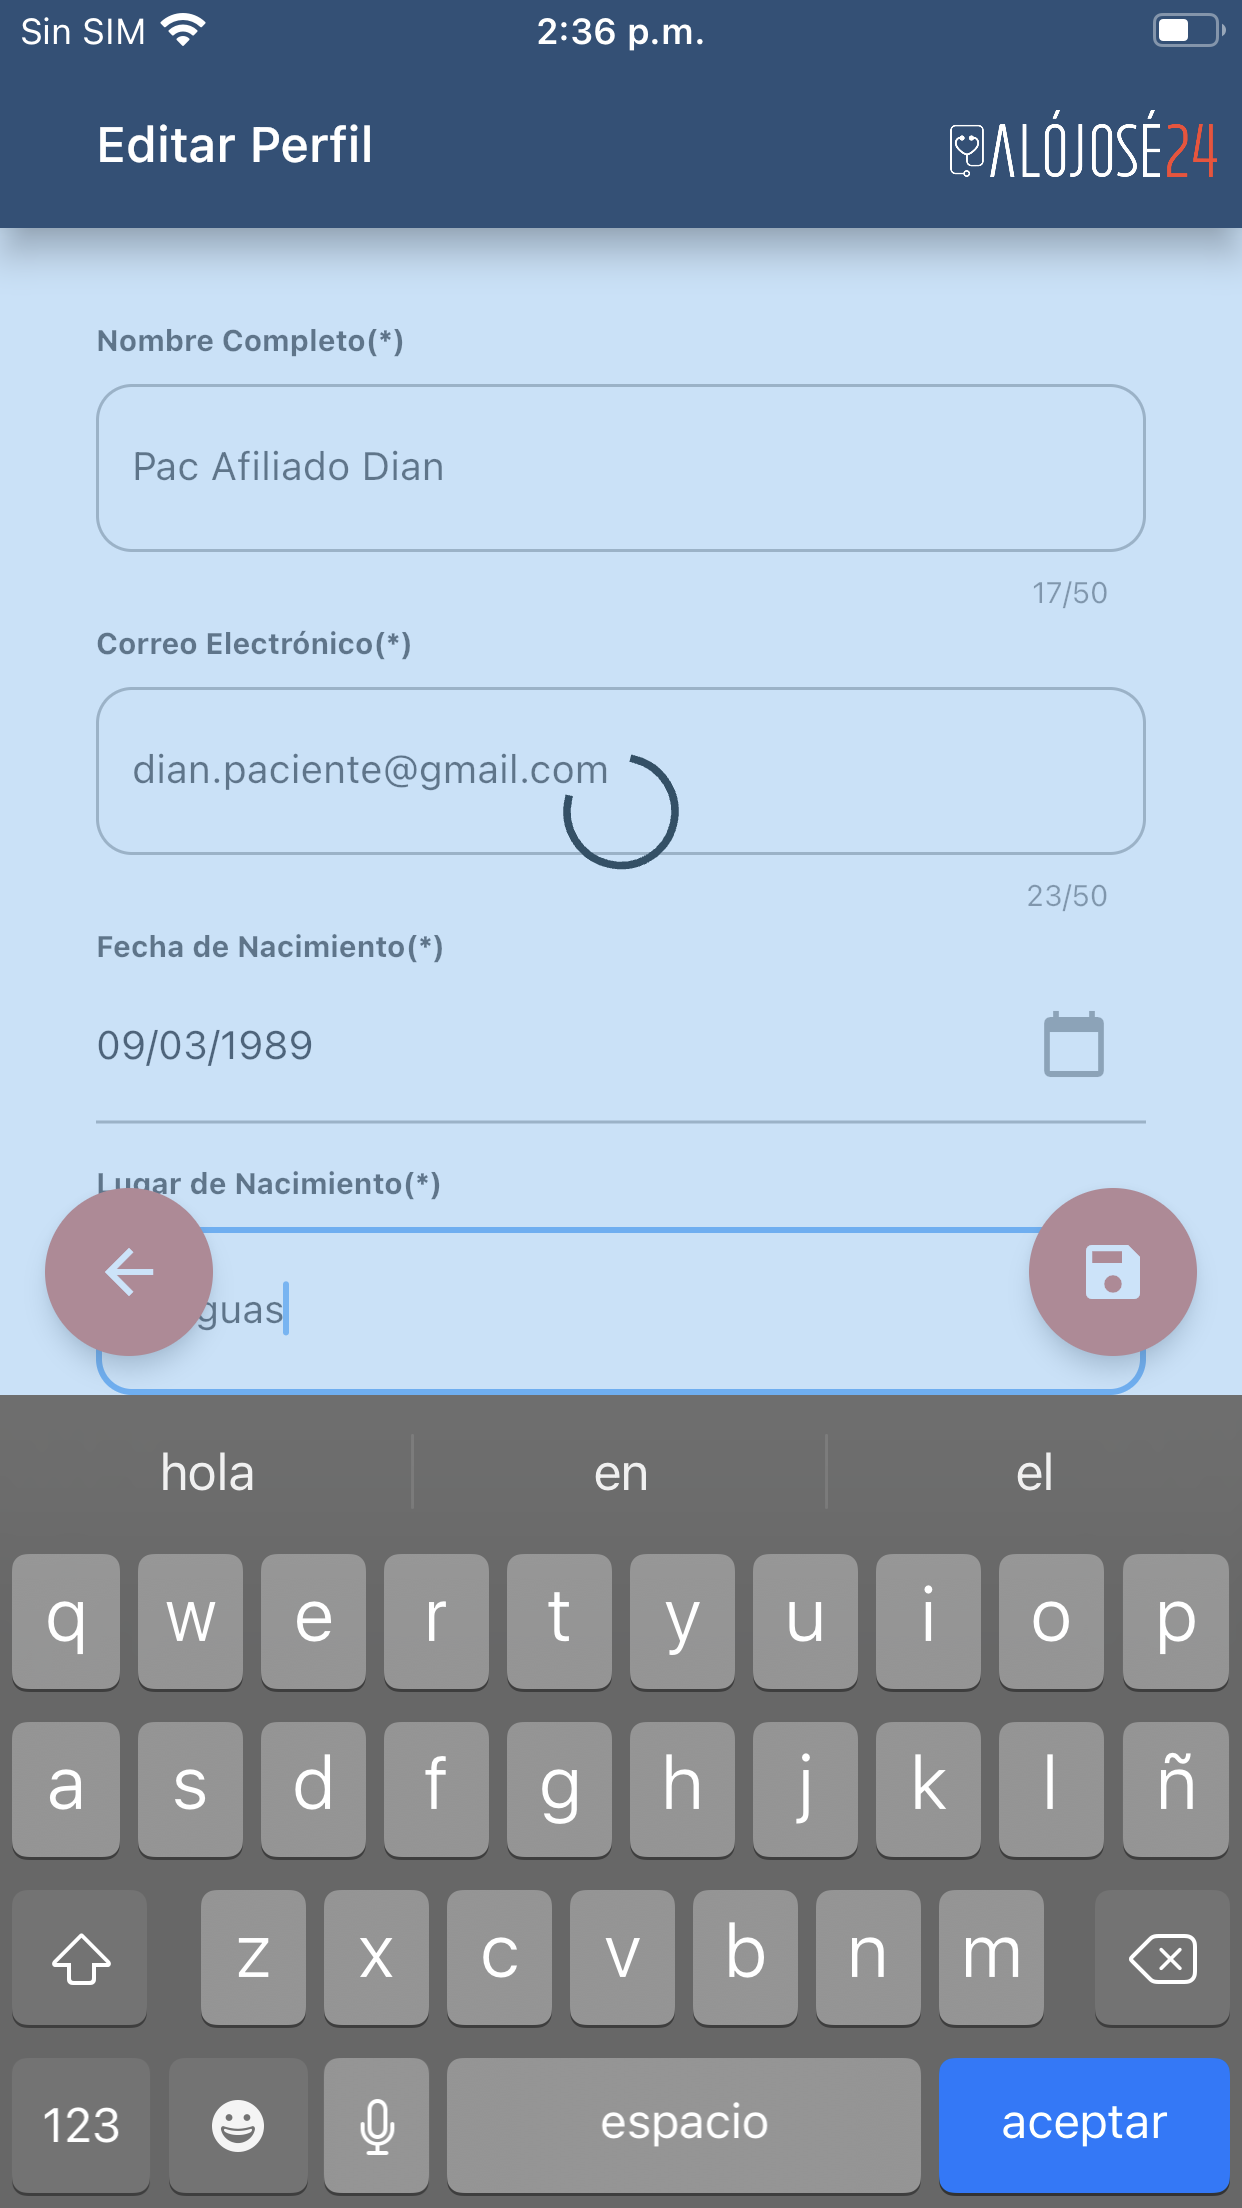 Sin SIM 2:36 p.m.
Editar Perfil ALÓJOSÉ24
Nombre Completo(*)
Pac Afiliado Dian
17/50
Correo Electrónico(*)
dian.paciente@gmail.com
23/50
Fecha de Nacimiento(*)
09/03/1989
Lugar de Nacimiento(*)
guas
hola en el
q w e r t y u i o p
a s d f g h j k l ñ
z x c v b n m
123 espacio aceptar